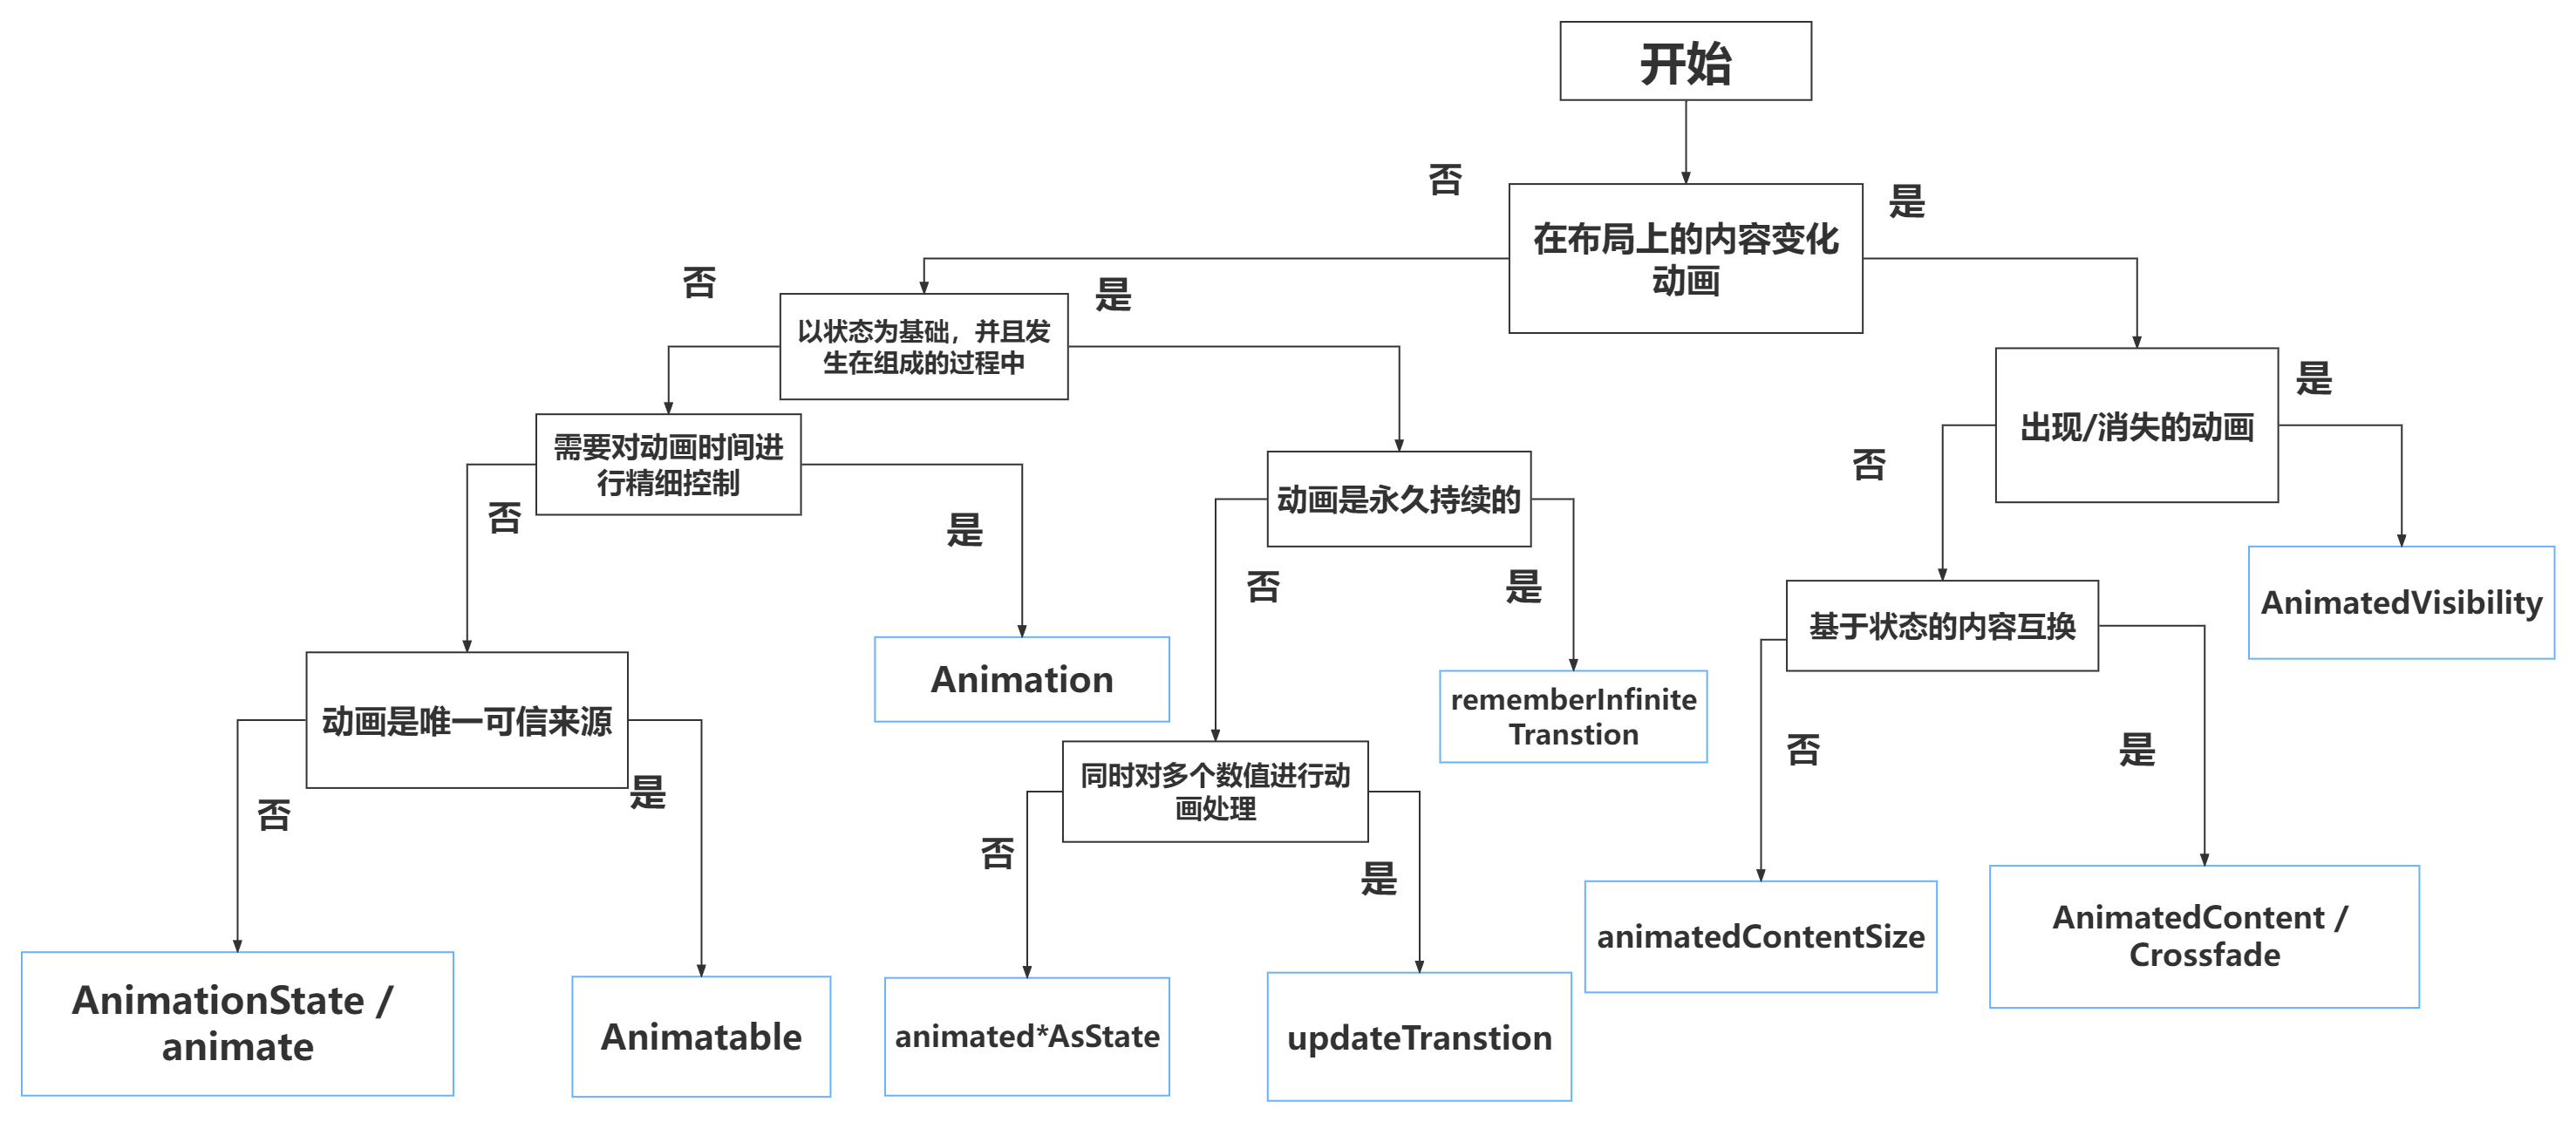 开始
否
是
在布局上的内容变化
动画
否
是
以状态为基础，并且发
生在组成的过程中
是
出现/消失的动画
否
需要对动画时间进
行精细控制
否
是
动画是永久持续的
否
是
AnimatedVisibility
基于状态的内容互换
Animation
rememberInfinite
Transtion
动画是唯一可信来源
否
是
否
是
同时对多个数值进行动
画处理
否
是
animatedContentSize
AnimatedContent /
Crossfade
AnimationState /
animate
Animatable
animated*AsState
updateTranstion